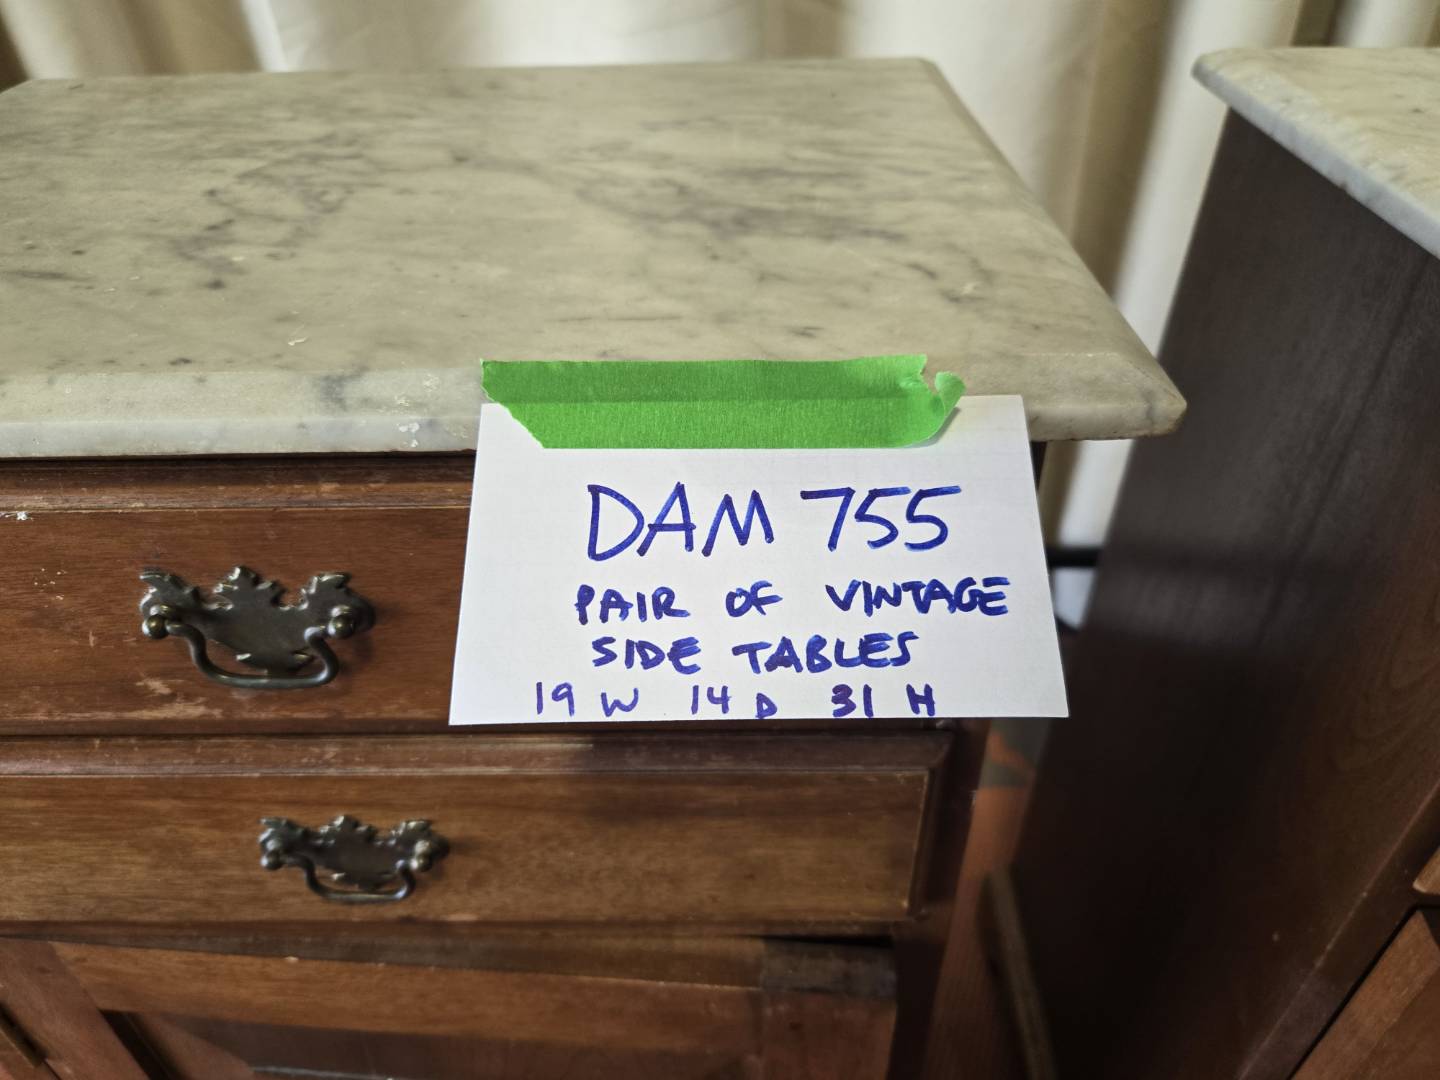 DAM 755
PAIR OF VINTAGE
SIDE TABLES
19 W 14 D 31 H